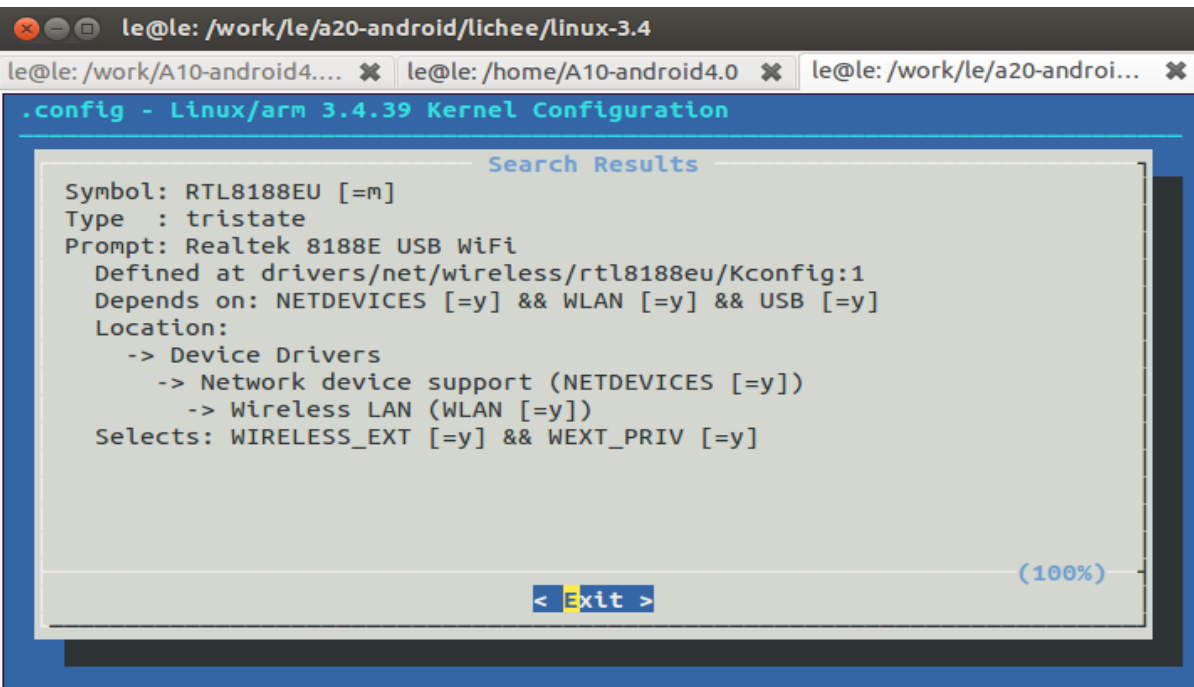 le@le: /work/le/a20-android/lichee/linux-3.4
le@le: /work/A10-android4.... ✖ le@le: /home/A10-android4.0 ✖ le@le: /work/le/a20-androi... ✖
.config - Linux/arm 3.4.39 Kernel Configuration
Search Results
Symbol: RTL8188EU [=m]
Type  : tristate
Prompt: Realtek 8188E USB WiFi
  Defined at drivers/net/wireless/rtl8188eu/Kconfig:1
  Depends on: NETDEVICES [=y] && WLAN [=y] && USB [=y]
  Location:
    -> Device Drivers
      -> Network device support (NETDEVICES [=y])
        -> Wireless LAN (WLAN [=y])
  Selects: WIRELESS_EXT [=y] && WEXT_PRIV [=y]
(100%)
< Exit >